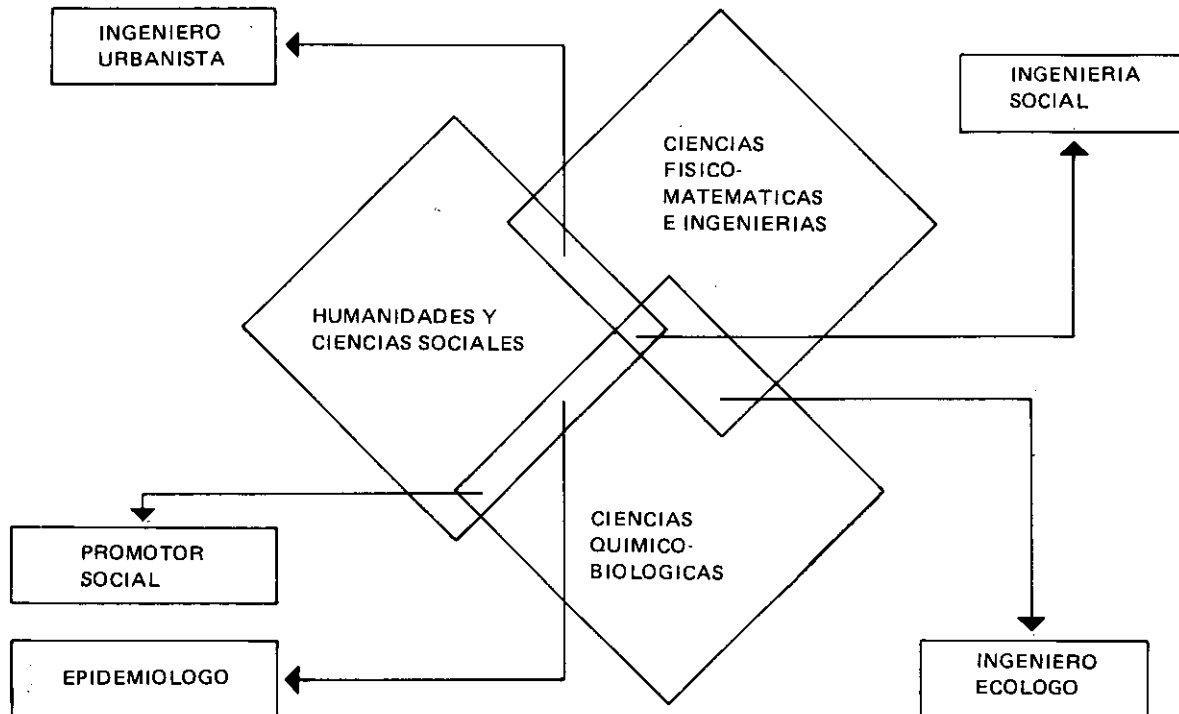 INGENIERO
URBANISTA
INGENIERIA
SOCIAL
CIENCIAS
FISICO-
MATEMATICAS
E INGENIERIAS
HUMANIDADES Y
CIENCIAS SOCIALES
CIENCIAS
QUIMICO-
BIOLOGICAS
PROMOTOR
SOCIAL
EPIDEMIOLOGO
INGENIERO
ECOLOGO